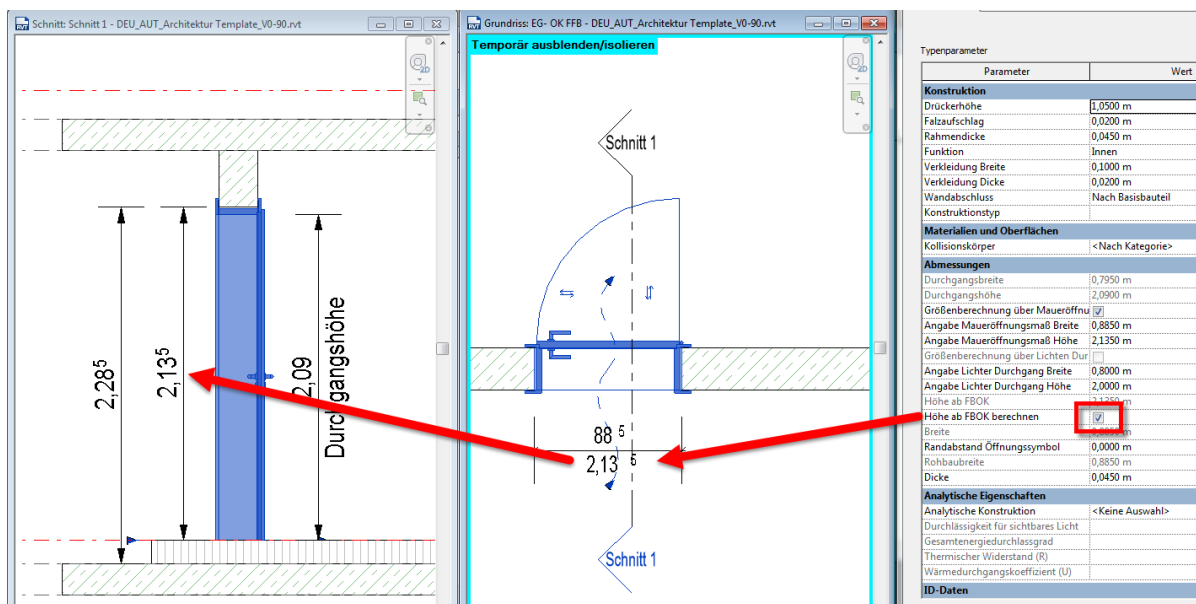 Schnitt: Schnitt 1 - DEU_AUT_Architektur Template_V0-90.rvt
2D
2,28⁵
2,13⁵
2,09
Durchgangshöhe
Grundriss: EG- OK FFB - DEU_AUT_Architektur Template_V0-90.rvt
Temporär ausblenden/isolieren
2D
Schnitt 1
88 ⁵
2,13 ⁵
Schnitt 1
Typenparameter
Parameter Wert
Konstruktion
Drückerhöhe 1,0500 m
Falzaufschlag 0,0200 m
Rahmendicke 0,0450 m
Funktion Innen
Verkleidung Breite 0,1000 m
Verkleidung Dicke 0,0200 m
Wandabschluss Nach Basisbauteil
Konstruktionstyp
Materialien und Oberflächen
Kollisionskörper <Nach Kategorie>
Abmessungen
Durchgangsbreite 0,7950 m
Durchgangshöhe 2,0900 m
Größenberechnung über Maueröffnu
Angabe Maueröffnungsmaß Breite 0,8850 m
Angabe Maueröffnungsmaß Höhe 2,1350 m
Größenberechnung über Lichten Dur
Angabe Lichter Durchgang Breite 0,8000 m
Angabe Lichter Durchgang Höhe 2,0000 m
Höhe ab FBOK 2,1350 m
Höhe ab FBOK berechnen
Breite 0,8850 m
Randabstand Öffnungssymbol 0,0000 m
Rohbaubreite 0,8850 m
Dicke 0,0450 m
Analytische Eigenschaften
Analytische Konstruktion <Keine Auswahl>
Durchlässigkeit für sichtbares Licht
Gesamtenergiedurchlassgrad
Thermischer Widerstand (R)
Wärmedurchgangskoeffizient (U)
ID-Daten